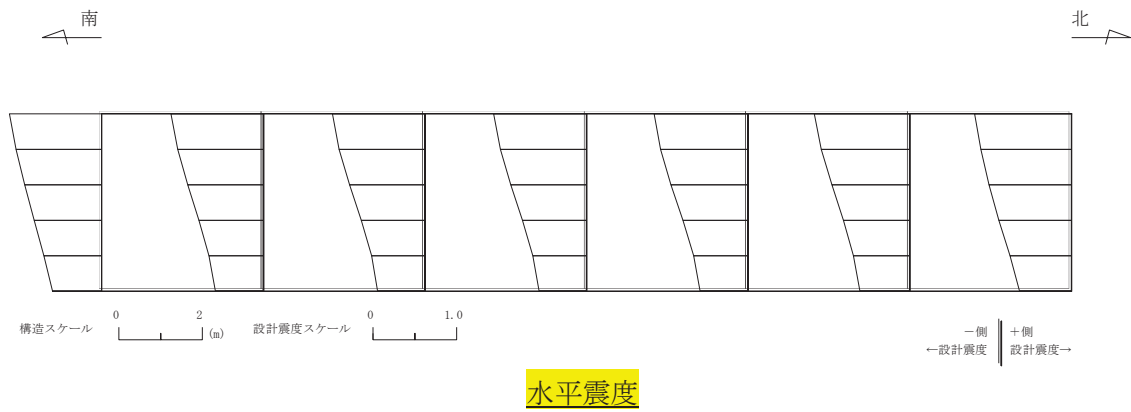 南
北
構造スケール
0 2
(m)
設計震度スケール
0 1.0
－側 ＋側
←設計震度 設計震度→
水平震度